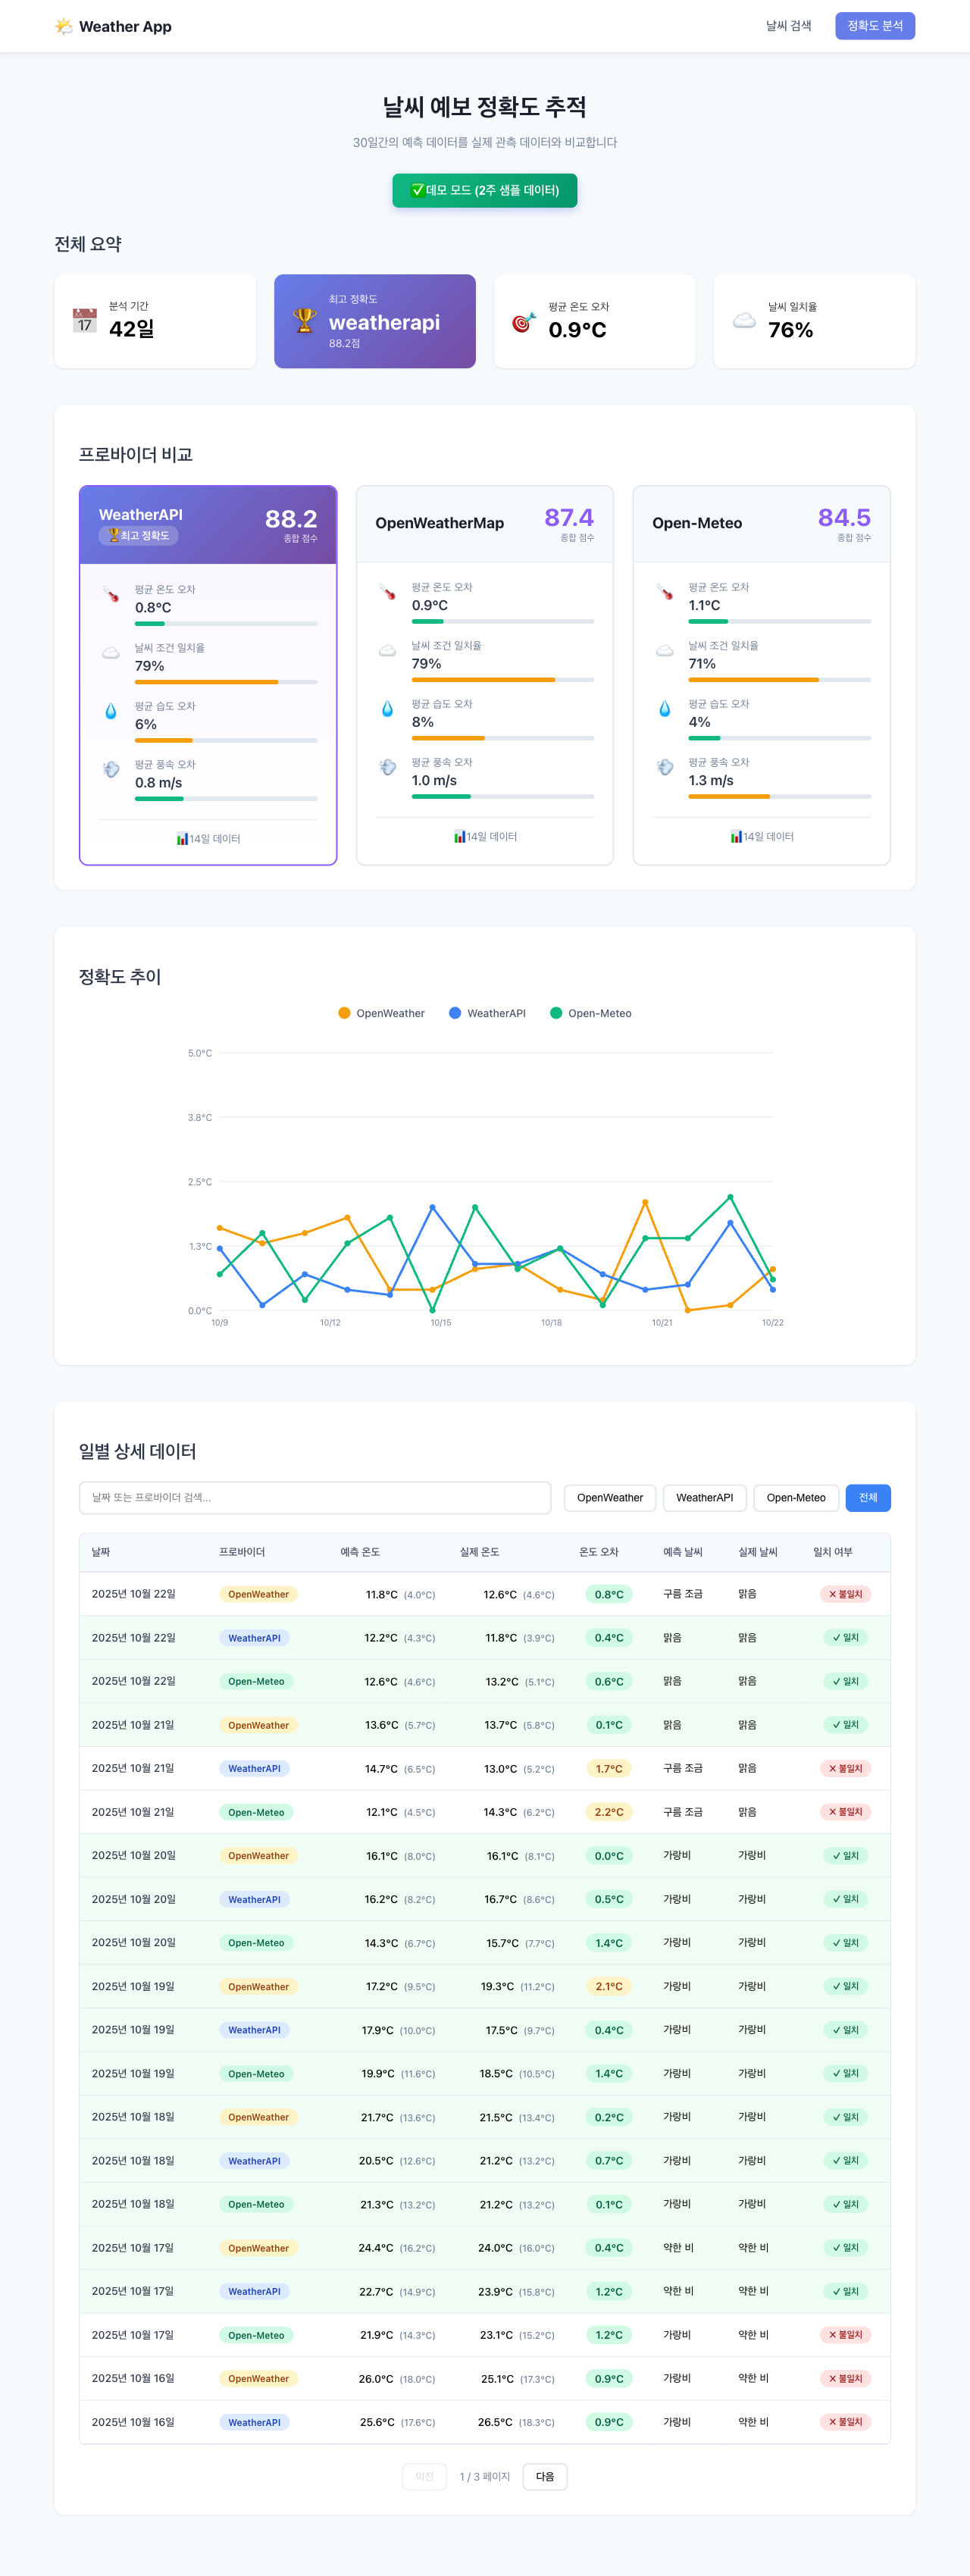 Weather App
날씨 검색
정확도 분석
날씨 예보 정확도 추적
30일간의 예측 데이터를 실제 관측 데이터와 비교합니다
✅데모 모드 (2주 샘플 데이터)
전체 요약
17
분석 기간
42일
최고 정확도
weatherapi
88.2점
평균 온도 오차
0.9°C
날씨 일치율
76%
프로바이더 비교
WeatherAPI
🏆최고 정확도
88.2
종합 점수
평균 온도 오차
0.8°C
날씨 조건 일치율
79%
평균 습도 오차
6%
평균 풍속 오차
0.8 m/s
📊14일 데이터
OpenWeatherMap
87.4
종합 점수
평균 온도 오차
0.9°C
날씨 조건 일치율
79%
평균 습도 오차
8%
평균 풍속 오차
1.0 m/s
📊14일 데이터
Open-Meteo
84.5
종합 점수
평균 온도 오차
1.1°C
날씨 조건 일치율
71%
평균 습도 오차
4%
평균 풍속 오차
1.3 m/s
📊14일 데이터
정확도 추이
OpenWeather WeatherAPI Open-Meteo
5.0°C
3.8°C
2.5°C
1.3°C
0.0°C
10/9 10/12 10/15 10/18 10/21 10/22
일별 상세 데이터
날짜 또는 프로바이더 검색... OpenWeather WeatherAPI Open-Meteo 전체
날짜 프로바이더 예측 온도 실제 온도 온도 오차 예측 날씨 실제 날씨 일치 여부
2025년 10월 22일 OpenWeather 11.8°C (4.0°C) 12.6°C (4.6°C) 0.8°C 구름 조금 맑음 ✕ 불일치
2025년 10월 22일 WeatherAPI 12.2°C (4.3°C) 11.8°C (3.9°C) 0.4°C 맑음 맑음 ✓ 일치
2025년 10월 22일 Open-Meteo 12.6°C (4.6°C) 13.2°C (5.1°C) 0.6°C 맑음 맑음 ✓ 일치
2025년 10월 21일 OpenWeather 13.6°C (5.7°C) 13.7°C (5.8°C) 0.1°C 맑음 맑음 ✓ 일치
2025년 10월 21일 WeatherAPI 14.7°C (6.5°C) 13.0°C (5.2°C) 1.7°C 구름 조금 맑음 ✕ 불일치
2025년 10월 21일 Open-Meteo 12.1°C (4.5°C) 14.3°C (6.2°C) 2.2°C 구름 조금 맑음 ✕ 불일치
2025년 10월 20일 OpenWeather 16.1°C (8.0°C) 16.1°C (8.1°C) 0.0°C 가랑비 가랑비 ✓ 일치
2025년 10월 20일 WeatherAPI 16.2°C (8.2°C) 16.7°C (8.6°C) 0.5°C 가랑비 가랑비 ✓ 일치
2025년 10월 20일 Open-Meteo 14.3°C (6.7°C) 15.7°C (7.7°C) 1.4°C 가랑비 가랑비 ✓ 일치
2025년 10월 19일 OpenWeather 17.2°C (9.5°C) 19.3°C (11.2°C) 2.1°C 가랑비 가랑비 ✓ 일치
2025년 10월 19일 WeatherAPI 17.9°C (10.0°C) 17.5°C (9.7°C) 0.4°C 가랑비 가랑비 ✓ 일치
2025년 10월 19일 Open-Meteo 19.9°C (11.6°C) 18.5°C (10.5°C) 1.4°C 가랑비 가랑비 ✓ 일치
2025년 10월 18일 OpenWeather 21.7°C (13.6°C) 21.5°C (13.4°C) 0.2°C 가랑비 가랑비 ✓ 일치
2025년 10월 18일 WeatherAPI 20.5°C (12.6°C) 21.2°C (13.2°C) 0.7°C 가랑비 가랑비 ✓ 일치
2025년 10월 18일 Open-Meteo 21.3°C (13.2°C) 21.2°C (13.2°C) 0.1°C 가랑비 가랑비 ✓ 일치
2025년 10월 17일 OpenWeather 24.4°C (16.2°C) 24.0°C (16.0°C) 0.4°C 약한 비 약한 비 ✓ 일치
2025년 10월 17일 WeatherAPI 22.7°C (14.9°C) 23.9°C (15.8°C) 1.2°C 약한 비 약한 비 ✓ 일치
2025년 10월 17일 Open-Meteo 21.9°C (14.3°C) 23.1°C (15.2°C) 1.2°C 가랑비 약한 비 ✕ 불일치
2025년 10월 16일 OpenWeather 26.0°C (18.0°C) 25.1°C (17.3°C) 0.9°C 가랑비 약한 비 ✕ 불일치
2025년 10월 16일 WeatherAPI 25.6°C (17.6°C) 26.5°C (18.3°C) 0.9°C 가랑비 약한 비 ✕ 불일치
이전 1 / 3 페이지 다음